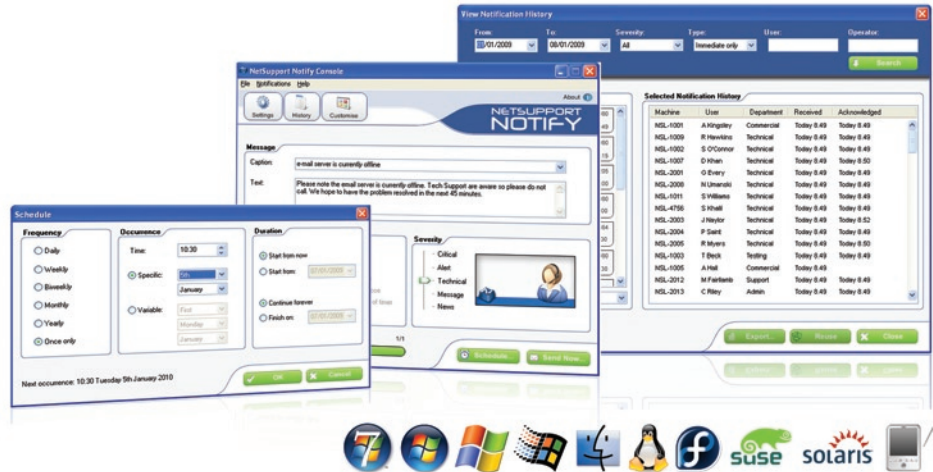 View Notification History
From:
To:
Severity:
Type:
User:
Operator:
01/01/2009
08/01/2009
All
Immediate only
Search
Selected Notification History
Machine User Department Received Acknowledged
NSL-1001 A Kingsley Commercial Today 8.49 Today 8.49
NSL-1009 R Hawkins Technical Today 8.49 Today 8.49
NSL-1002 S O'Connor Technical Today 8.49 Today 8.49
NSL-1007 D Khan Technical Today 8.49 Today 8.50
NSL-2001 G Every Technical Today 8.49 Today 8.49
NSL-2008 N Umanski Technical Today 8.49 Today 8.49
NSL-1011 S Williams Technical Today 8.49 Today 8.49
NSL-4756 S Khalil Technical Today 8.49 Today 8.49
NSL-2003 J Naylor Technical Today 8.49 Today 8.52
NSL-2004 P Saint Technical Today 8.49 Today 8.49
NSL-2005 R Myers Technical Today 8.49 Today 8.50
NSL-1003 T Beck Testing Today 8.49 Today 8.49
NSL-1005 A Hall Commercial Today 8.49
NSL-2012 M Fairlamb Support Today 8.49 Today 8.49
NSL-2013 C Riley Admin Today 8.49 Today 8.49
Export...
Reuse
Close
NetSupport Notify Console
File Notifications Help
About
Settings
History
Customise
NETSUPPORT
NOTIFY
Message
Caption:
e-mail server is currently offline
Text:
Please note the email server is currently offline. Tech Support are aware so please do not
call. We hope to have the problem resolved in the next 45 minutes.
Severity
Critical
Alert
Technical
Message
News
1/1
Schedule...
Send Now...
Schedule
Frequency
Daily
Weekly
Biweekly
Monthly
Yearly
Once only
Occurrence
Time:
10:30
Specific:
5th
January
Variable:
First
Monday
January
Duration
Start from now
Start from:
07/01/2009
Continue forever
Finish on:
07/01/2009
Next occurrence: 10:30 Tuesday 5th January 2010
OK
Cancel
7
SUSE
solaris